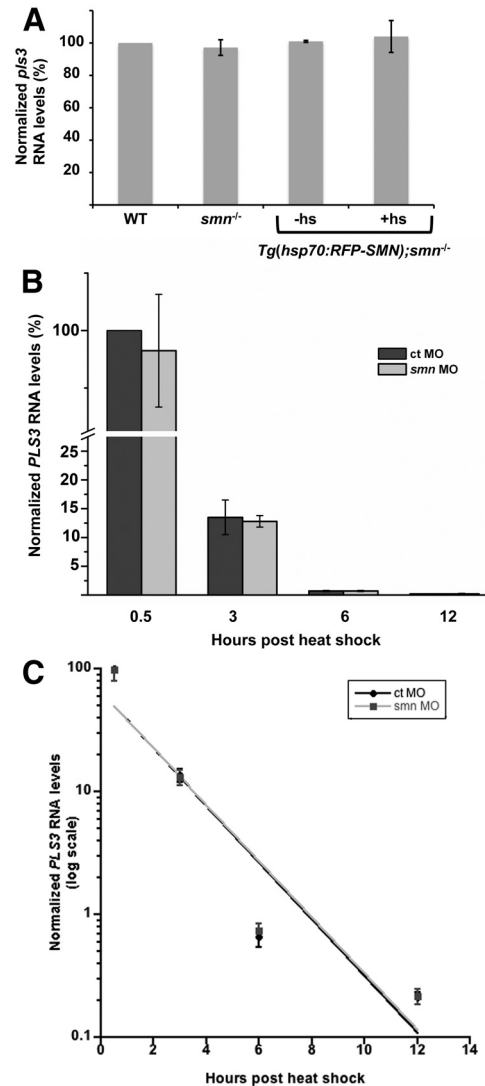 A
Normalized pls3
RNA levels (%)
100
80
60
40
20
WT
smn-/-
-hs
+hs
Tg(hsp70:RFP-SMN);smn-/-
B
Normalized PLS3 RNA levels (%)
100
25
20
15
10
5
ct MO
smn MO
0.5
3
6
12
Hours post heat shock
C
Normalized PLS3 RNA levels
(log scale)
100
10
1
0.1
ct MO
smn MO
0
2
4
6
8
10
12
14
Hours post heat shock